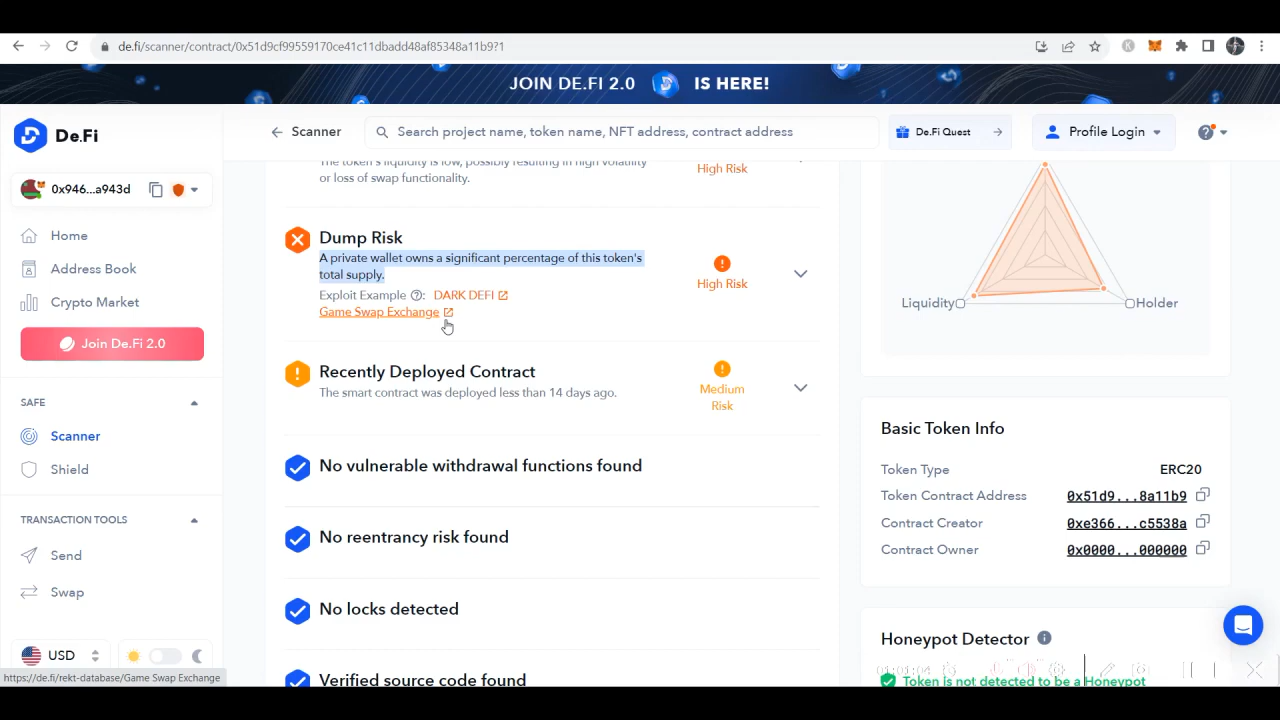 de.fi/scanner/contract/0x51d9cf99559170ce41c11dbadd48af85348a11b9?1
JOIN DE.FI 2.0 IS HERE!
De.Fi
Scanner
Search project name, token name, NFT address, contract address
De.Fi Quest
Profile Login
0x946...a943d
Home
Address Book
Crypto Market
Join De.Fi 2.0
SAFE
Scanner
Shield
TRANSACTION TOOLS
Send
Swap
USD
https://de.fi/rekt-database/Game Swap Exchange
The token's liquidity is low, possibly resulting in high volatility
or loss of swap functionality.
High Risk
Dump Risk
A private wallet owns a significant percentage of this token's
total supply.
Exploit Example : DARK DEFI
Game Swap Exchange
High Risk
Recently Deployed Contract
The smart contract was deployed less than 14 days ago.
Medium
Risk
No vulnerable withdrawal functions found
No reentrancy risk found
No locks detected
Verified source code found
Liquidity
Holder
Basic Token Info
Token Type ERC20
Token Contract Address 0x51d9...8a11b9
Contract Creator 0xe366...c5538a
Contract Owner 0x0000...000000
Honeypot Detector
Token is not detected to be a Honeypot